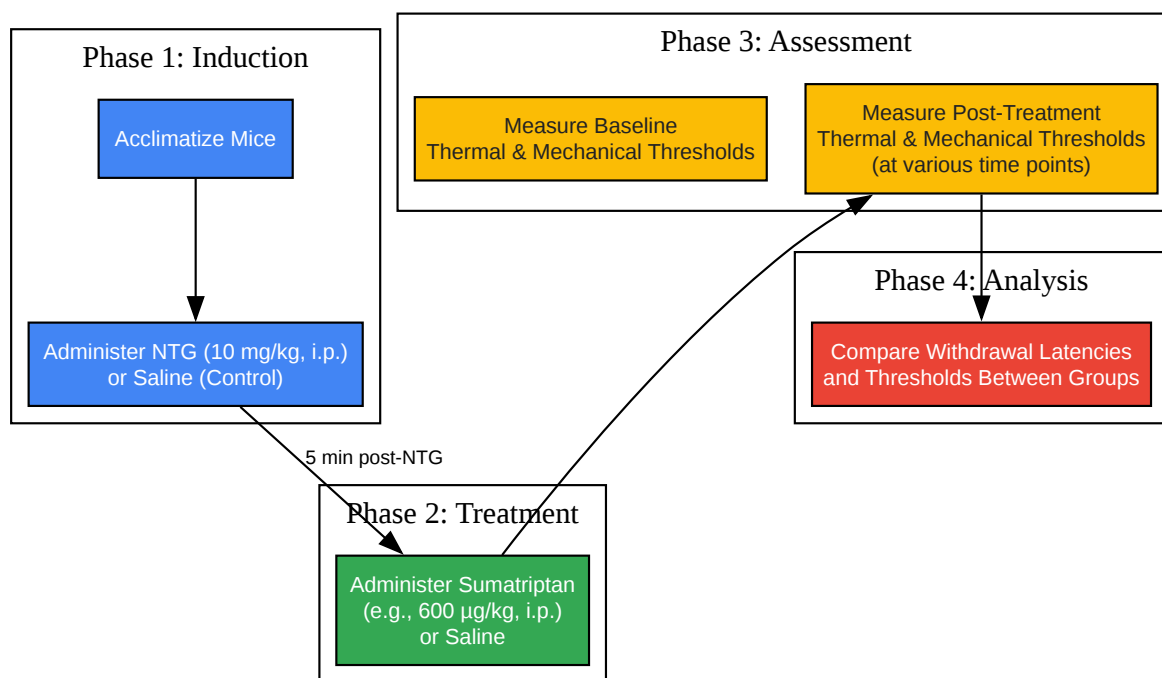 Phase 1: Induction
Acclimatize Mice
Administer NTG (10 mg/kg, i.p.)
or Saline (Control)
5 min post-NTG
Phase 2: Treatment
Administer Sumatriptan
(e.g., 600 µg/kg, i.p.)
or Saline
Phase 3: Assessment
Measure Baseline
Thermal & Mechanical Thresholds
Measure Post-Treatment
Thermal & Mechanical Thresholds
(at various time points)
Phase 4: Analysis
Compare Withdrawal Latencies
and Thresholds Between Groups